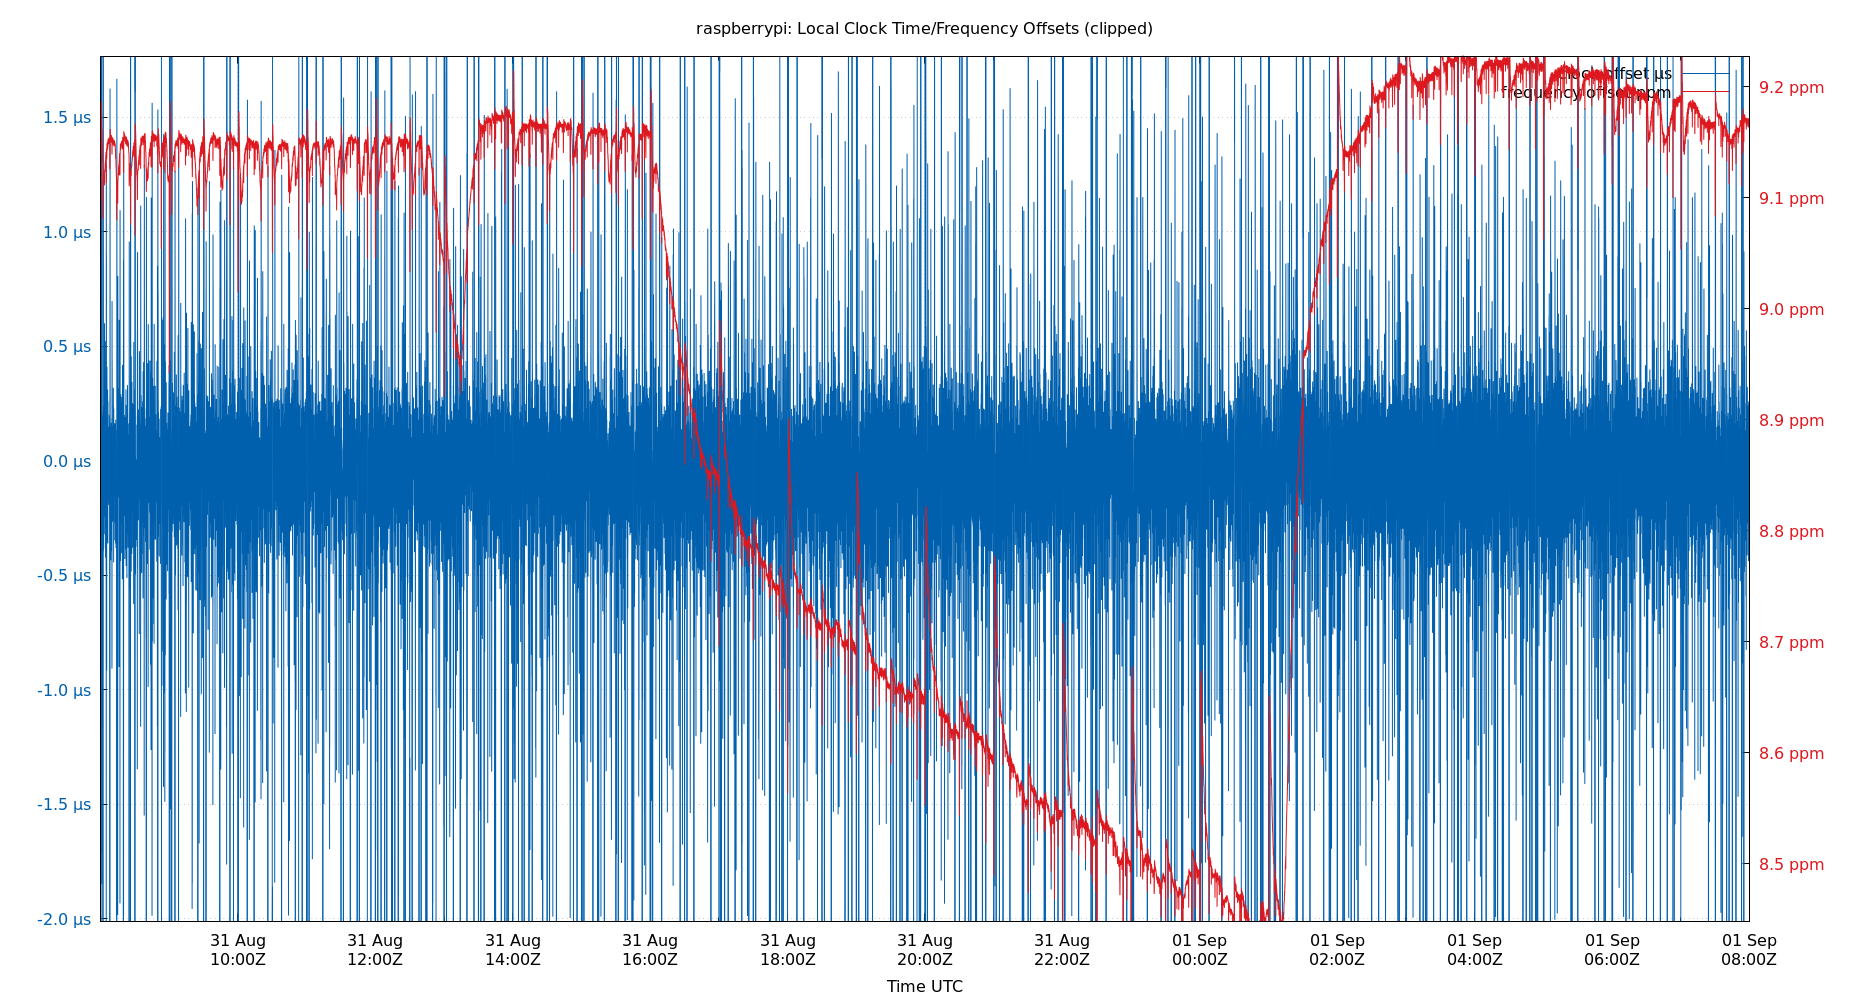 raspberrypi: Local Clock Time/Frequency Offsets (clipped)
clock offset µs
frequency offset ppm
1.5 µs
1.0 µs
0.5 µs
0.0 µs
-0.5 µs
-1.0 µs
-1.5 µs
-2.0 µs
9.2 ppm
9.1 ppm
9.0 ppm
8.9 ppm
8.8 ppm
8.7 ppm
8.6 ppm
8.5 ppm
31 Aug 31 Aug 31 Aug 31 Aug 31 Aug 31 Aug 31 Aug 01 Sep 01 Sep 01 Sep 01 Sep 01 Sep
10:00Z 12:00Z 14:00Z 16:00Z 18:00Z 20:00Z 22:00Z 00:00Z 02:00Z 04:00Z 06:00Z 08:00Z
Time UTC